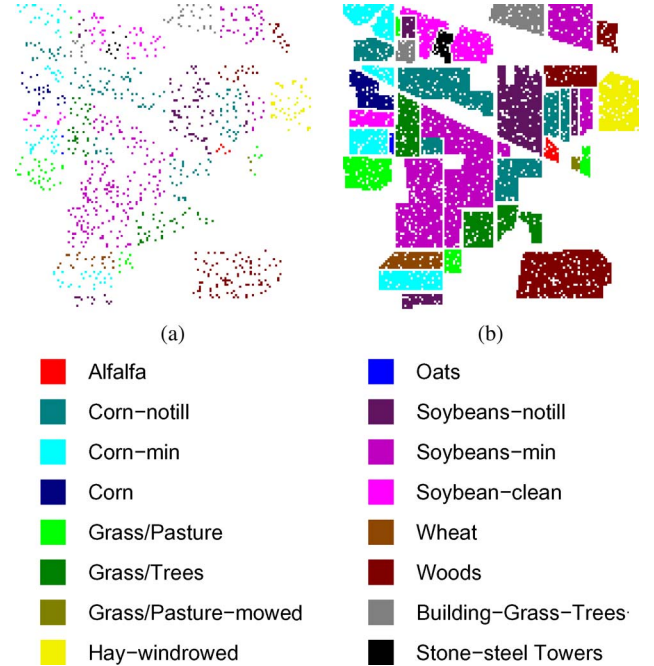 (a) (b)
Alfalfa Oats
Corn-notill Soybeans-notill
Corn-min Soybeans-min
Corn Soybean-clean
Grass/Pasture Wheat
Grass/Trees Woods
Grass/Pasture-mowed Building-Grass-Trees-
Hay-windrowed Stone-steel Towers